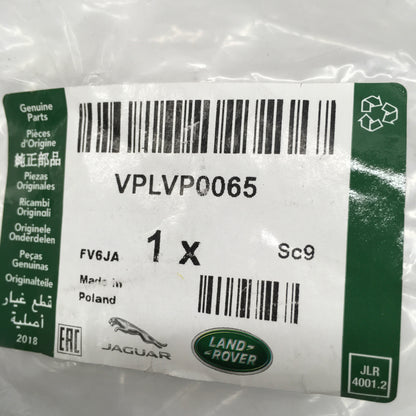 Genuine
Parts
Pièces
d'Origine
純正部品
Piezas
Originales
Ricambi
Originali
Originele
Onderdelen
Peças
Genuinas
Originalteile
قطع غيار
أصلية
2018
VPLVP0065
FV6JA
1 x
Sc9
Made in
Poland
EAC
JAGUAR
LAND
ROVER
JLR
4001.2